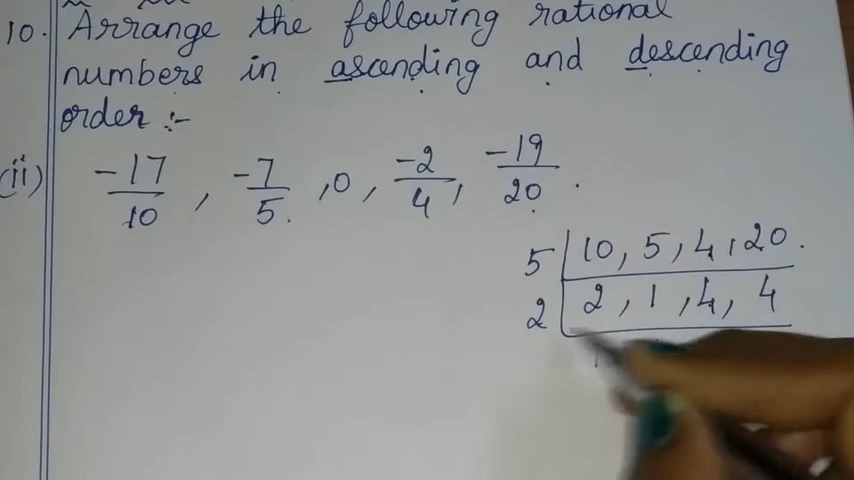 10. Arrange the following rational
numbers in ascending and descending
order :-
(ii) -17/10 , -7/5 , 0 , -2/4 , -19/20 .
5 | 10, 5, 4, 20.
2 | 2, 1, 4, 4
1